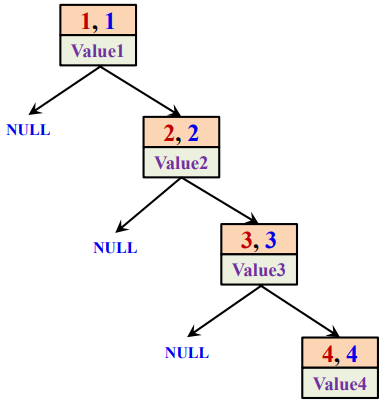 1, 1
Value1
NULL
2, 2
Value2
NULL
3, 3
Value3
NULL
4, 4
Value4